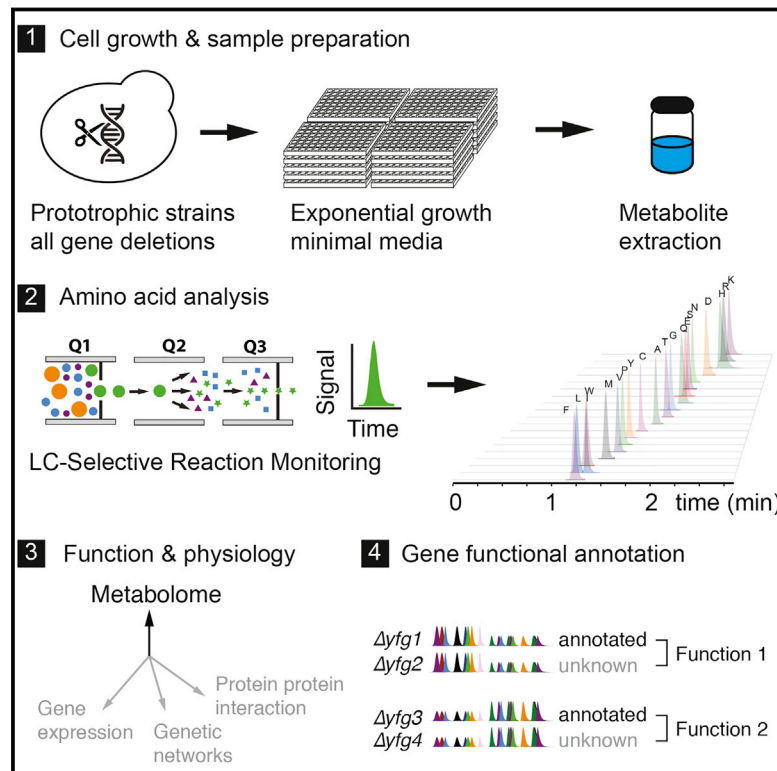 1 Cell growth & sample preparation
Prototrophic strains
all gene deletions
Exponential growth
minimal media
Metabolite
extraction
2 Amino acid analysis
Q1 Q2 Q3
Signal
Time
LC-Selective Reaction Monitoring
F L W M V P Y C A T G Q E S N D H R K
0 1 2 time (min)
3 Function & physiology
Metabolome
Gene
expression
Genetic
networks
Protein protein
interaction
4 Gene functional annotation
Δyfg1 annotated
Δyfg2 unknown
Function 1
Δyfg3 annotated
Δyfg4 unknown
Function 2